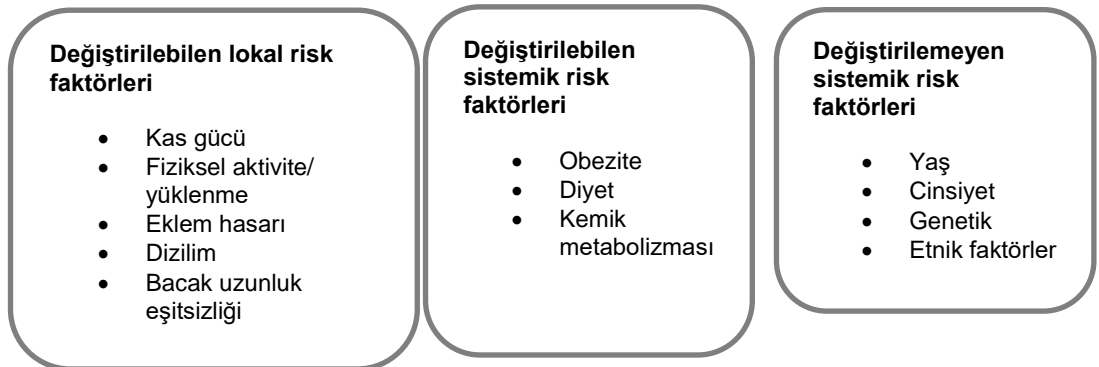 Değiştirilebilen lokal risk
faktörleri
• Kas gücü
• Fiziksel aktivite/
yüklenme
• Eklem hasarı
• Dizilim
• Bacak uzunluk
eşitsizliği
Değiştirilebilen
sistemik risk
faktörleri
• Obezite
• Diyet
• Kemik
metabolizması
Değiştirilemeyen
sistemik risk
faktörleri
• Yaş
• Cinsiyet
• Genetik
• Etnik faktörler